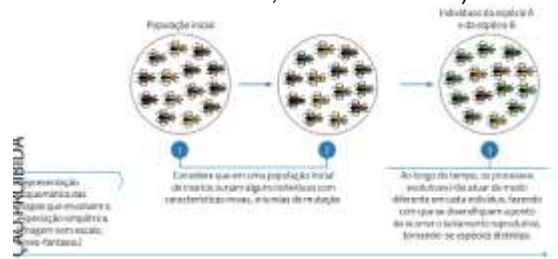 População inicial
Indivíduos da espécie A
e da espécie B
1
2
3
Considere que em uma população inicial
de insetos surjam alguns indivíduos com
características novas, oriundas de mutação.
Ao longo do tempo, os processos
evolutivos irão atuar de modo
diferente em cada indivíduo, fazendo
com que se diversifiquem a ponto
de ocorrer o isolamento reprodutivo,
tornando-se espécies distintas.
Representação
esquemática das
etapas que envolvem a
especiação simpátrica.
(Imagem sem escala;
cores-fantasia.)